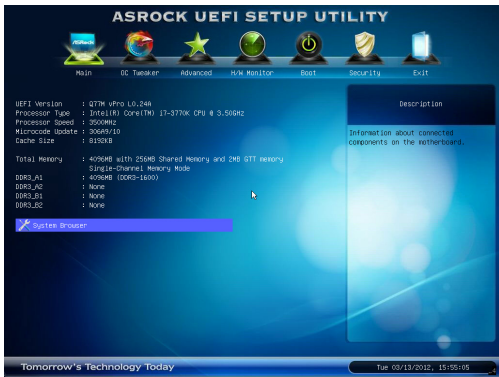 ASROCK UEFI SETUP UTILITY
ASRock
Main OC Tweaker Advanced H/W Monitor Boot Security Exit
UEFI Version : Q77M vPro L0.24A
Processor Type : Intel(R) Core(TM) i7-3770K CPU @ 3.50GHz
Processor Speed : 3500MHz
Microcode Update : 306A9/10
Cache Size : 8192KB
Total Memory : 4096MB with 256MB Shared Memory and 2MB GTT memory
Single-Channel Memory Mode
DDR3_A1 : 4096MB (DDR3-1600)
DDR3_A2 : None
DDR3_B1 : None
DDR3_B2 : None
System Browser
Description
Information about connected
components on the motherboard.
Tomorrow's Technology Today
Tue 03/13/2012, 15:55:05